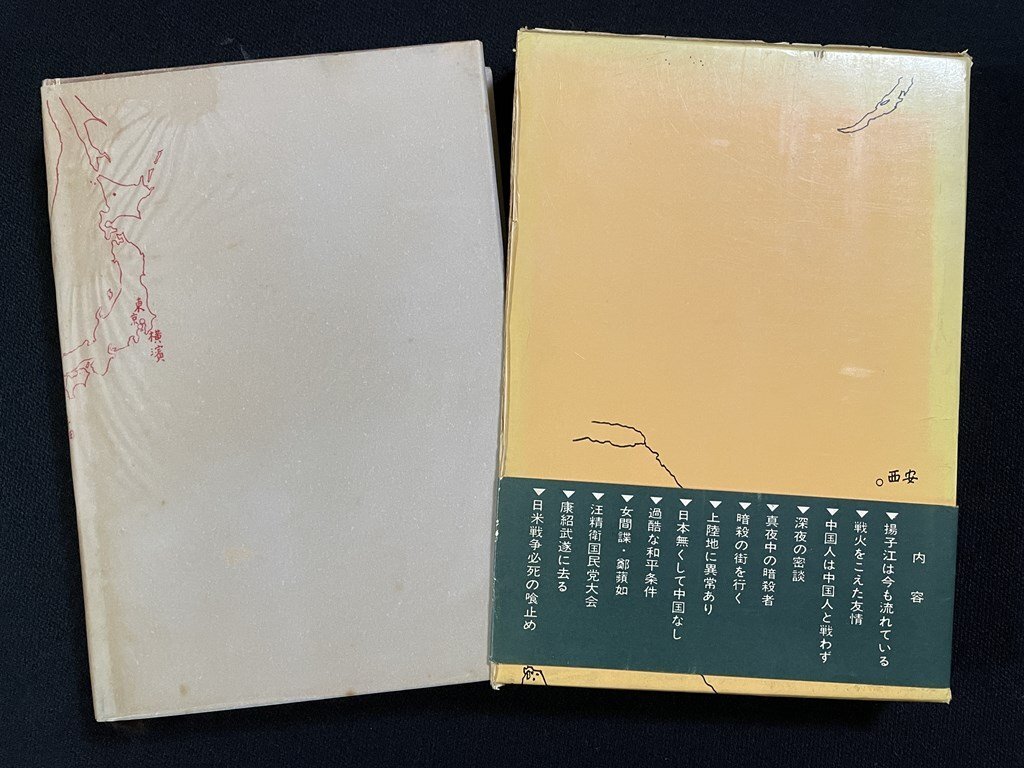 東京
横濱
西安
内容
▼揚子江は今も流れている
▼戦火をこえた友情
▼中国人は中国人と戦わず
▼深夜の密談
▼真夜中の暗殺者
▼暗殺の街を行く
▼上陸地に異常あり
▼日本無くして中国なし
▼過酷な和平条件
▼女間諜・鄭蘋如
▼汪精衛国民党大会
▼康紹武遂に去る
▼日米戦争必死の喰止め